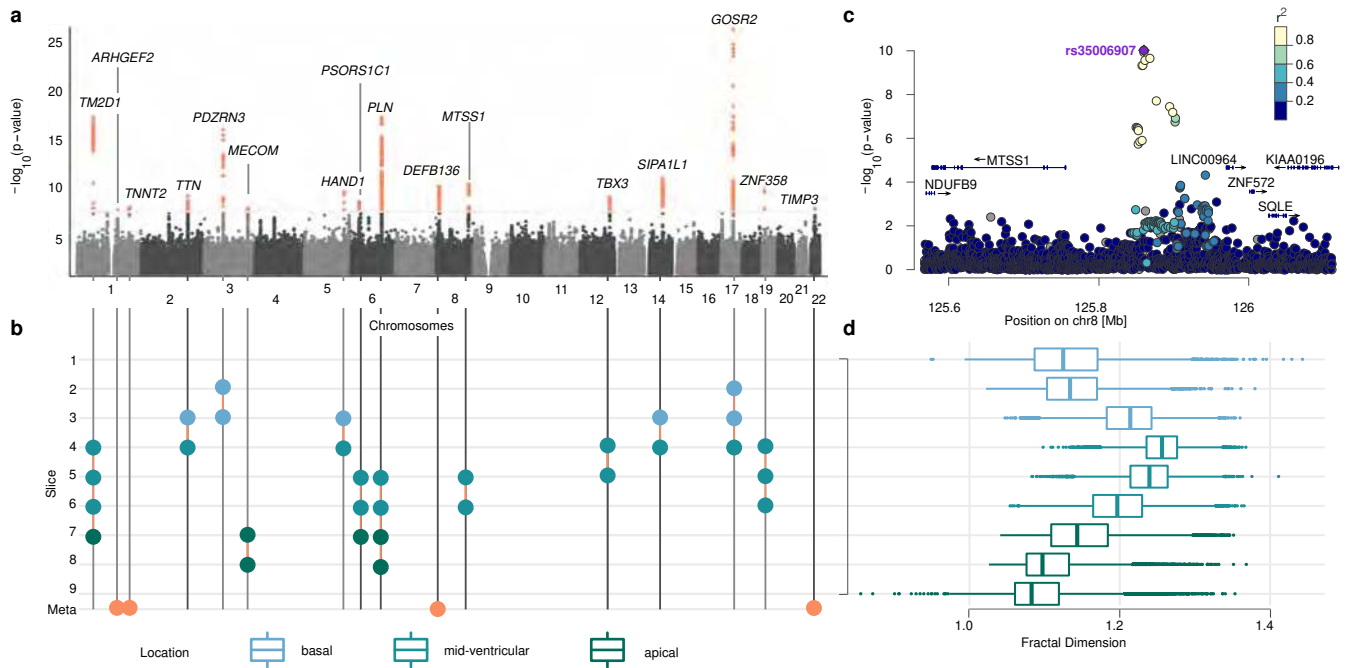 a
−log10(p−value)
25
20
15
10
5
GOSR2
ARHGEF2
PSORS1C1
TM2D1
PLN
PDZRN3
MTSS1
MECOM
DEFB136
SIPA1L1
HAND1
ZNF358
TNNT2
TTN
TBX3
TIMP3
1 2 3 4 5 6 7 8 9 10 11 12 13 14 15 16 17 19 20 21 22
Chromosomes
b
Slice
1
2
3
4
5
6
7
8
9
Meta
Location
basal
mid-ventricular
apical
c
−log10(p−value)
10
8
6
4
2
0
rs35006907
r2
0.8
0.6
0.4
0.2
MTSS1
LINC00964
KIAA0196
NDUFB9
ZNF572
SQLE
125.6 125.8 126
Position on chr8 [Mb]
d
1.0 1.2 1.4
Fractal Dimension